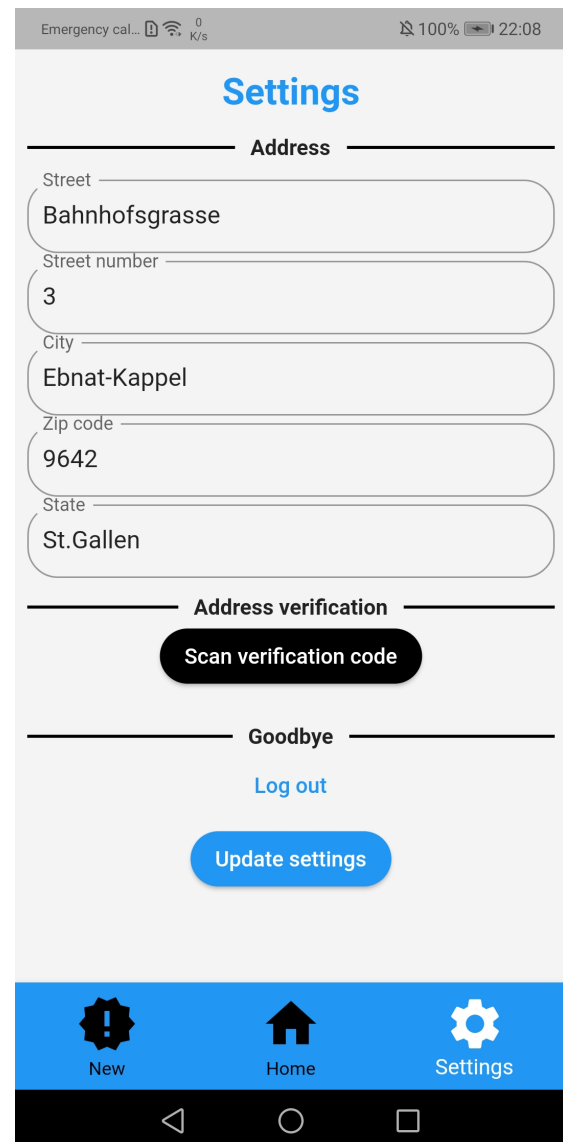 Emergency cal... 0 K/s 100% 22:08
Settings
Address
Street
Bahnhofsgrasse
Street number
3
City
Ebnat-Kappel
Zip code
9642
State
St.Gallen
Address verification
Scan verification code
Goodbye
Log out
Update settings
New Home Settings